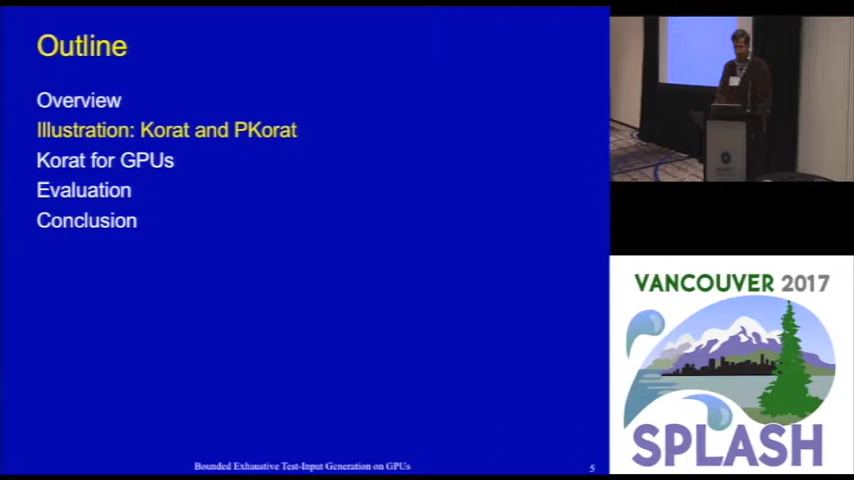 Outline
Overview
Illustration: Korat and PKorat
Korat for GPUs
Evaluation
Conclusion
Bounded Exhaustive Test-Input Generation on GPUs
5
VANCOUVER 2017
SPLASH